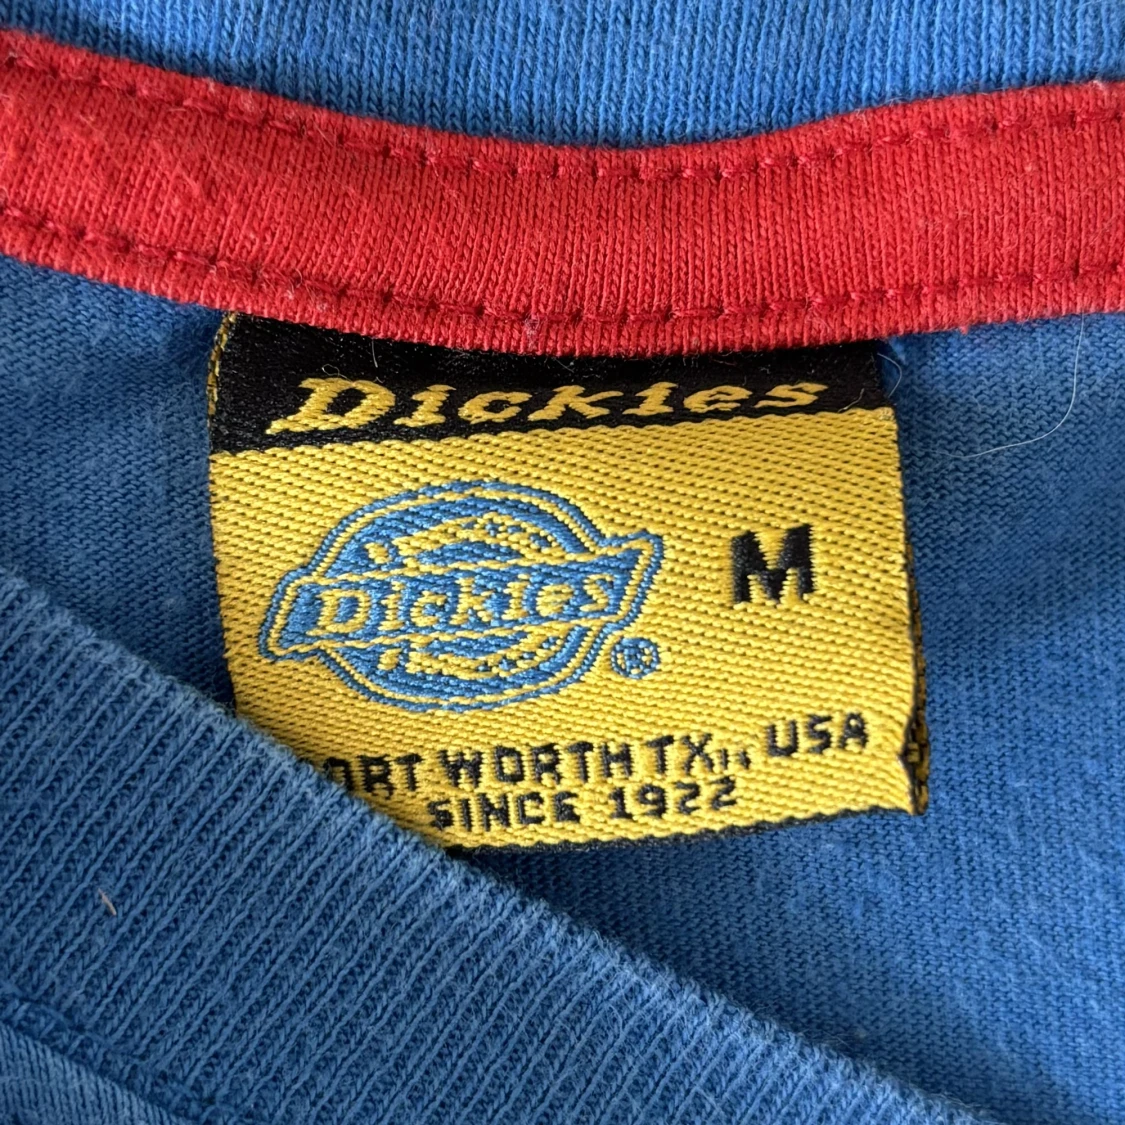 Dickies
Dickies
M
®
ORT WORTH TX,, USA
SINCE 1922